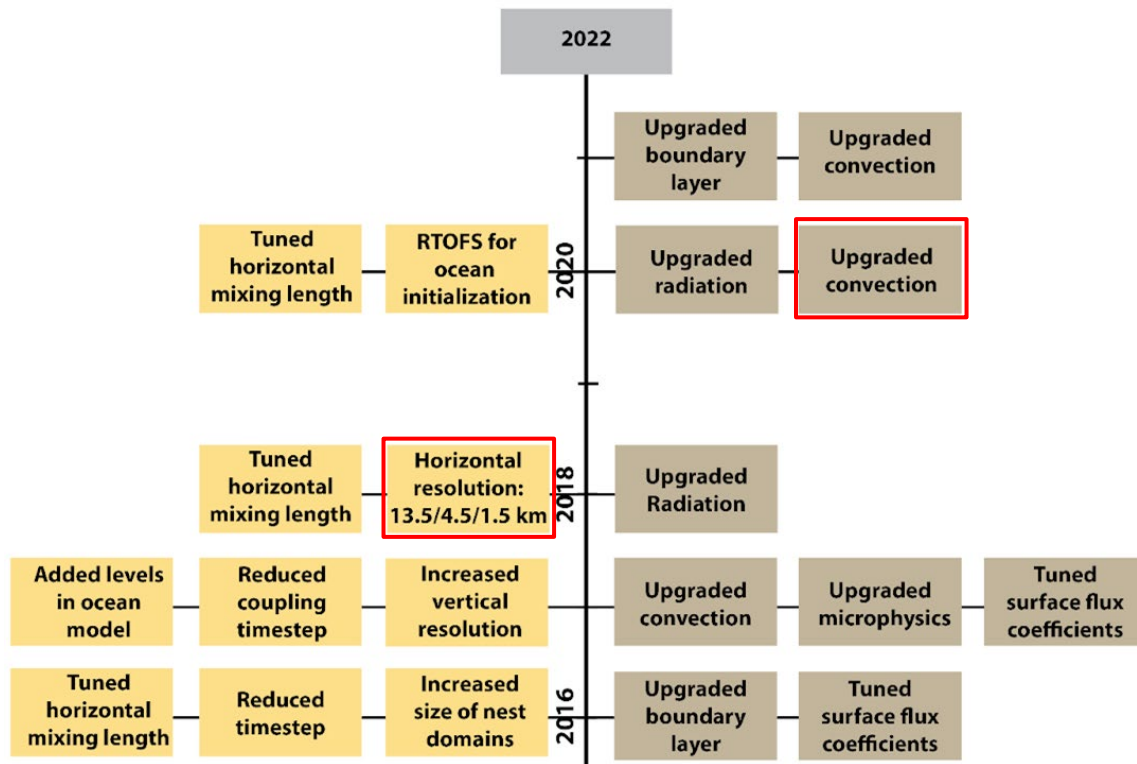 2022
Upgraded
boundary
layer
Upgraded
convection
Tuned
horizontal
mixing length
RTOFS for
ocean
initialization
2020
Upgraded
radiation
Upgraded
convection
Tuned
horizontal
mixing length
Horizontal
resolution:
13.5/4.5/1.5 km
2018
Upgraded
Radiation
Added levels
in ocean
model
Reduced
coupling
timestep
Increased
vertical
resolution
Upgraded
convection
Upgraded
microphysics
Tuned
surface flux
coefficients
Tuned
horizontal
mixing length
Reduced
timestep
Increased
size of nest
domains
2016
Upgraded
boundary
layer
Tuned
surface flux
coefficients